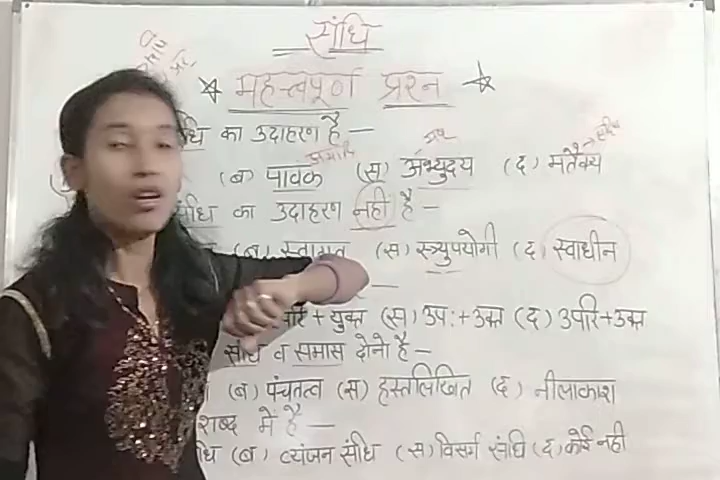 संधि
महत्त्वपूर्ण प्रश्न
धि का उदाहरण है —
(ब) पावक (स) अभ्युदय (द) मतैक्य
संधि का उदाहरण नही है —
(ब) स्वागत (स) स्त्र्युपयोगी (द) स्वाधीन
—
परि + युक्त (स) उप: + उक्त (द) उपरि + उक्त
संधि व समास दोनो है —
(ब) पंचतत्व (स) हस्तलिखित (द) नीलाकाश
शब्द में है —
धि (ब) व्यंजन संधि (स) विसर्ग संधि (द) कोई नही